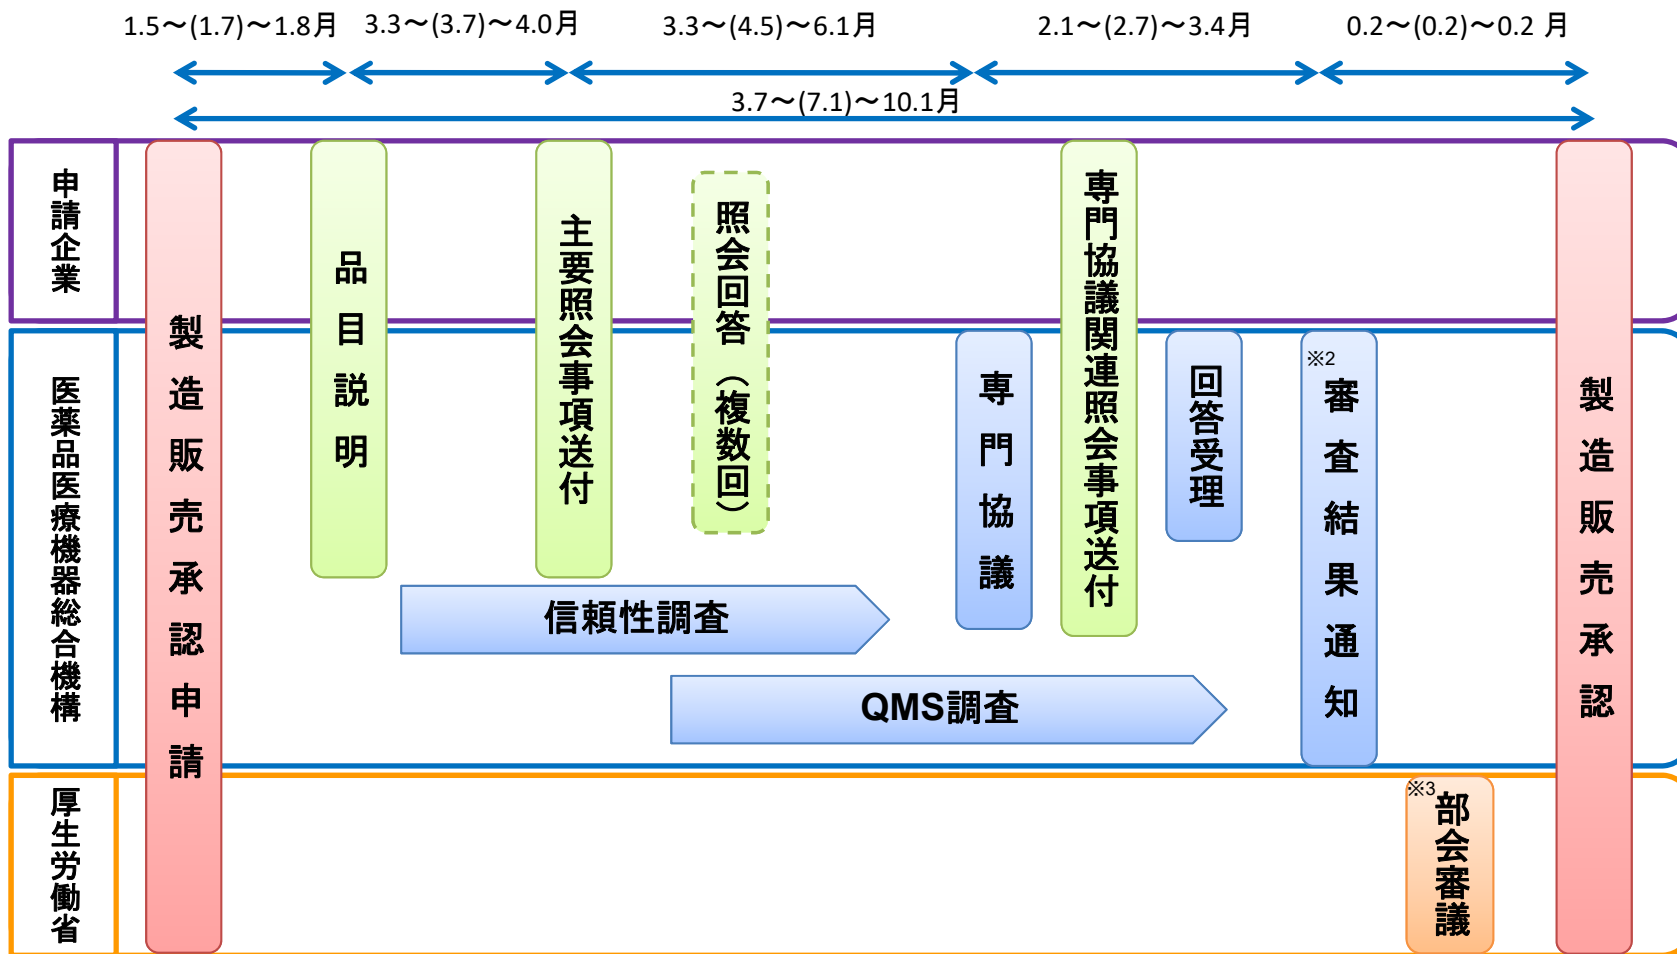 1.5～(1.7)～1.8月
3.3～(3.7)～4.0月
3.3～(4.5)～6.1月
2.1～(2.7)～3.4月
0.2～(0.2)～0.2 月
3.7～(7.1)～10.1月
申請企業
医薬品医療機器総合機構
厚生労働省
製造販売承認申請
品目説明
主要照会事項送付
照会回答（複数回）
専門協議
専門協議関連照会事項送付
回答受理
※2
審査結果通知
製造販売承認
信頼性調査
QMS調査
※3
部会審議